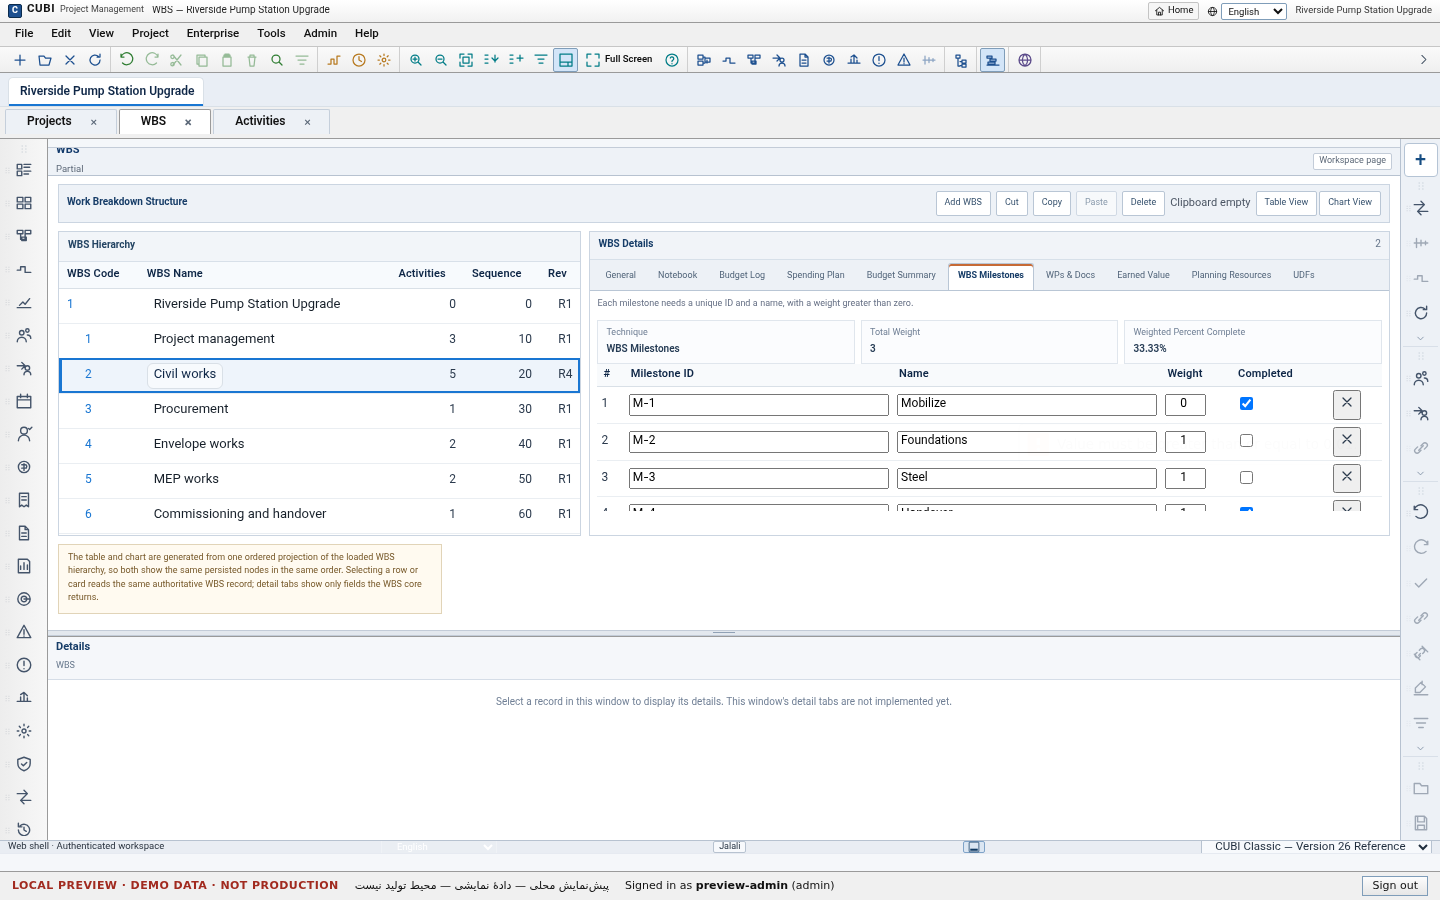 CUBI Project Management WBS — Riverside Pump Station Upgrade
Home English Riverside Pump Station Upgrade
File Edit View Project Enterprise Tools Admin Help
Full Screen
Riverside Pump Station Upgrade
Projects × WBS × Activities ×
WBS
Partial
Workspace page
Work Breakdown Structure
Add WBS Cut Copy Paste Delete Clipboard empty Table View Chart View
WBS Hierarchy
WBS Code WBS Name Activities Sequence Rev
1 Riverside Pump Station Upgrade 0 0 R1
1 Project management 3 10 R1
2 Civil works 5 20 R4
3 Procurement 1 30 R1
4 Envelope works 2 40 R1
5 MEP works 2 50 R1
6 Commissioning and handover 1 60 R1
WBS Details 2
General Notebook Budget Log Spending Plan Budget Summary WBS Milestones WPs & Docs Earned Value Planning Resources UDFs
Each milestone needs a unique ID and a name, with a weight greater than zero.
Technique
WBS Milestones
Total Weight
3
Weighted Percent Complete
33.33%
# Milestone ID Name Weight Completed
1 M-1 Mobilize 0
2 M-2 Foundations 1
3 M-3 Steel 1
4 M-4 Handover 1
The table and chart are generated from one ordered projection of the loaded WBS
hierarchy, so both show the same persisted nodes in the same order. Selecting a row or
card reads the same authoritative WBS record; detail tabs show only fields the WBS core
returns.
Details
WBS
Select a record in this window to display its details. This window's detail tabs are not implemented yet.
Web shell · Authenticated workspace English Jalali CUBI Classic — Version 26 Reference
LOCAL PREVIEW · DEMO DATA · NOT PRODUCTION پیش‌نمایش محلی — دادهٔ نمایشی — محیط تولید نیست Signed in as preview-admin (admin) Sign out